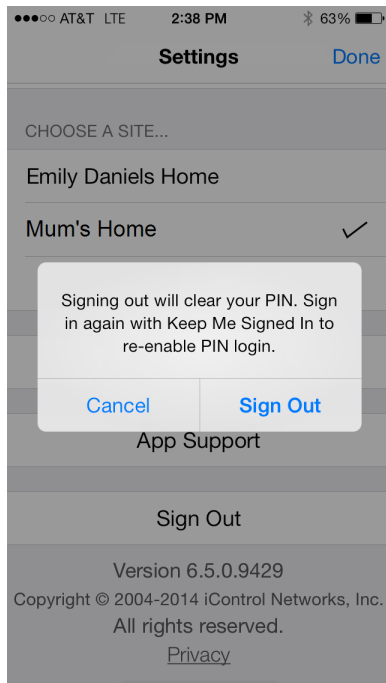 AT&T LTE 2:38 PM 63%
Settings Done
CHOOSE A SITE...
Emily Daniels Home
Mum's Home
Signing out will clear your PIN. Sign
in again with Keep Me Signed In to
re-enable PIN login.
Cancel Sign Out
App Support
Sign Out
Version 6.5.0.9429
Copyright © 2004-2014 iControl Networks, Inc.
All rights reserved.
Privacy